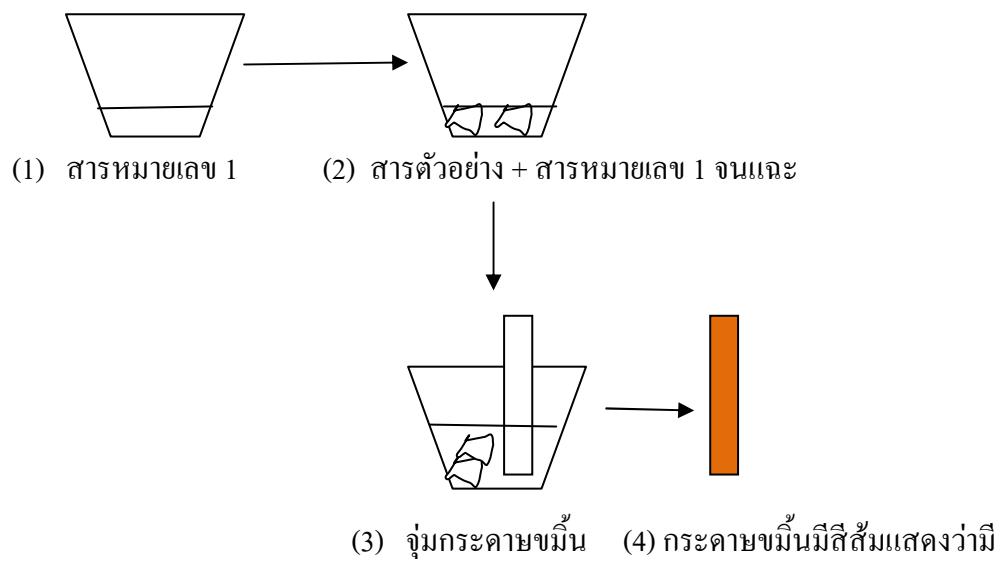 (1) สารหมายเลข 1
(2) สารตัวอย่าง + สารหมายเลข 1 จนแฉะ
(3) จุ่มกระดาษขมิ้น
(4) กระดาษขมิ้นมีสีส้มแสดงว่ามี